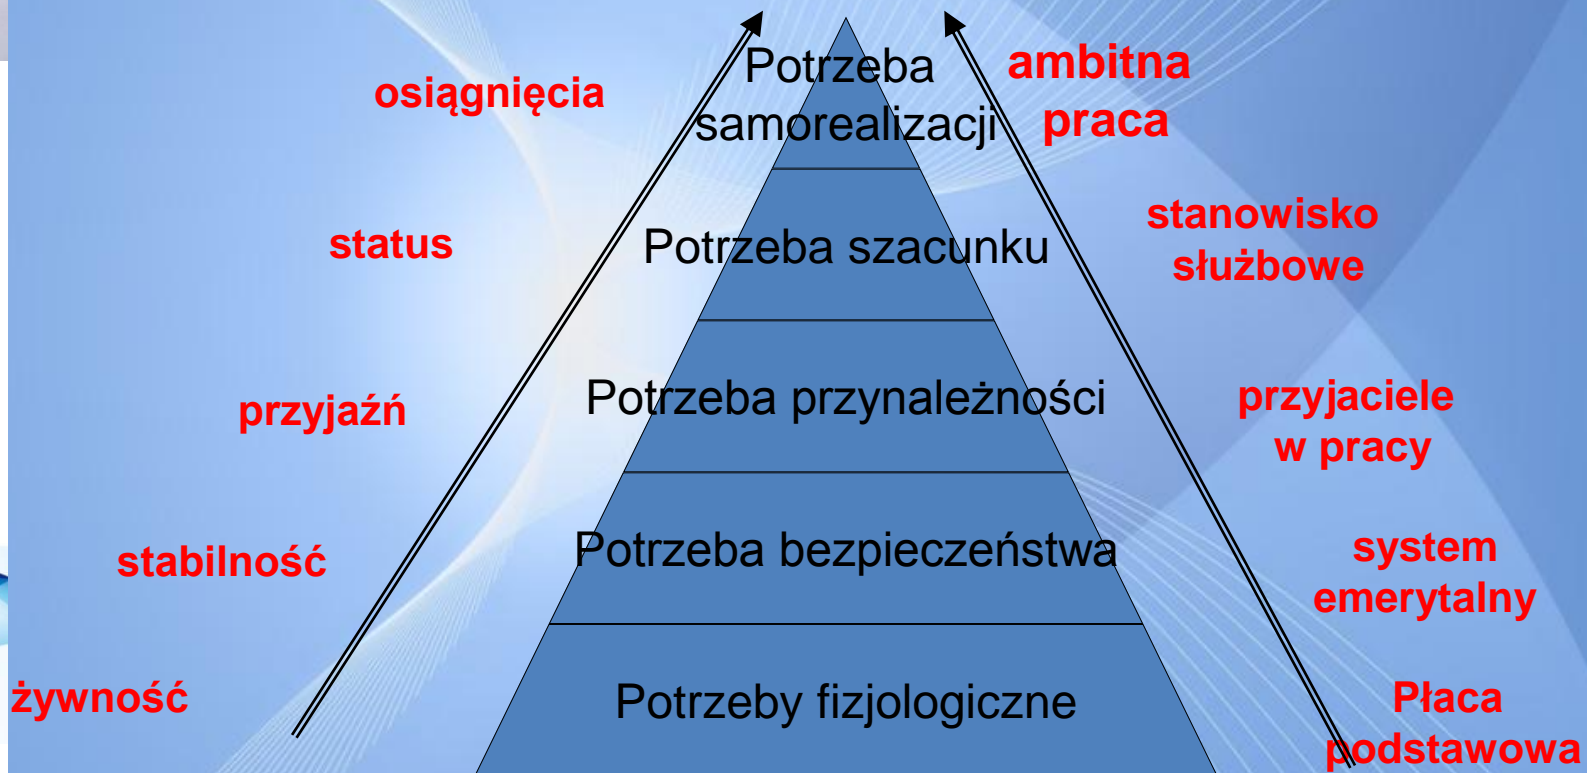 osiągnięcia
Potrzeba
samorealizacji
ambitna
praca
status
Potrzeba szacunku
stanowisko
służbowe
przyjaźń
Potrzeba przynależności
przyjaciele
w pracy
stabilność
Potrzeba bezpieczeństwa
system
emerytalny
żywność
Potrzeby fizjologiczne
Płaca
podstawowa